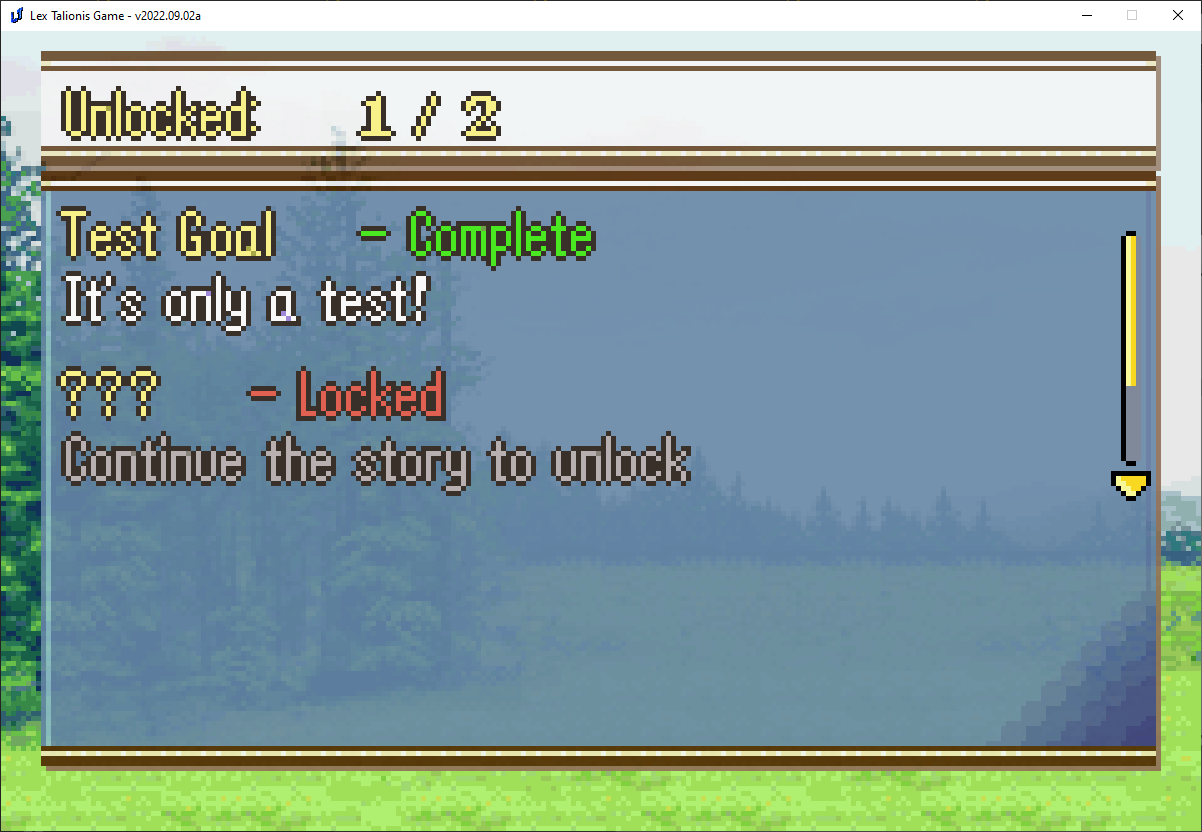 Lex Talionis Game - v2022.09.02a
Unlocked: 1 / 2
Test Goal - Complete
It's only a test!
??? - Locked
Continue the story to unlock